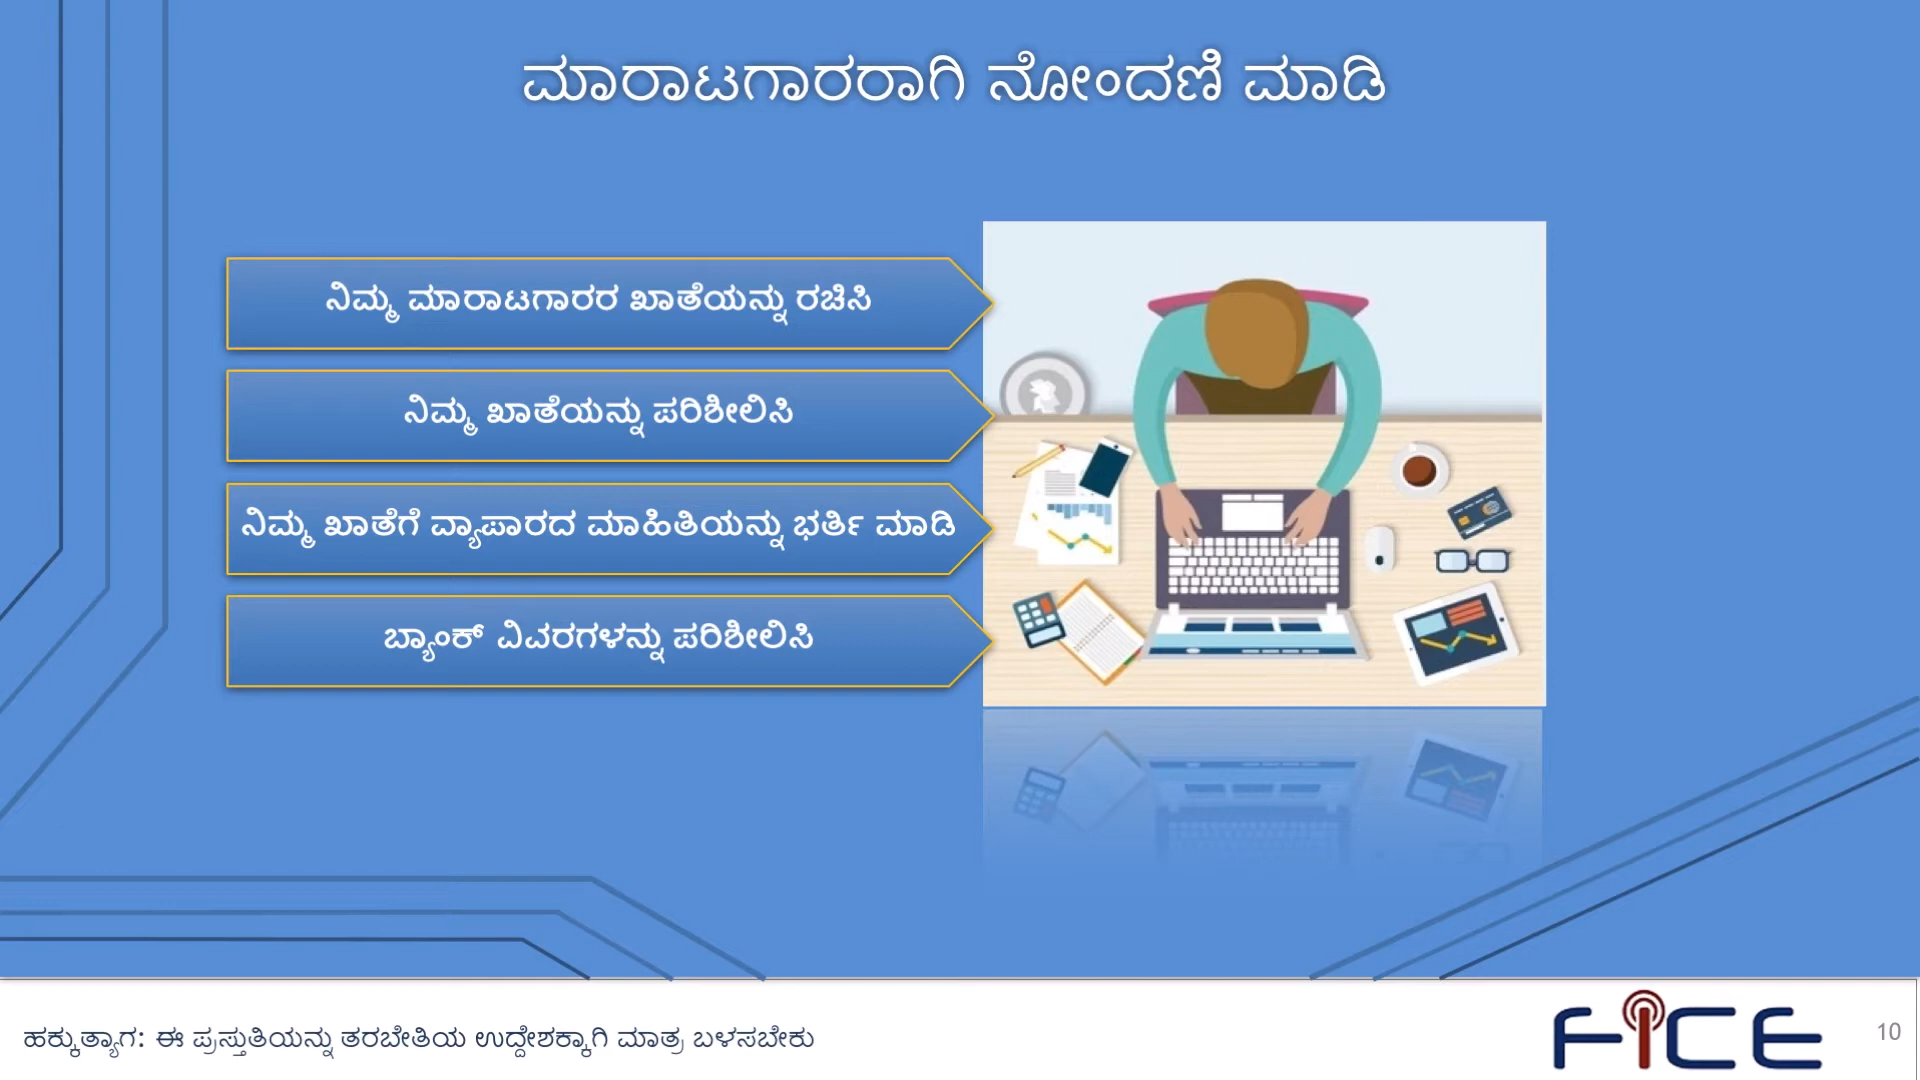 ಮಾರಾಟಗಾರರಾಗಿ ನೋಂದಣಿ ಮಾಡಿ
ನಿಮ್ಮ ಮಾರಾಟಗಾರರ ಖಾತೆಯನ್ನು ರಚಿಸಿ
ನಿಮ್ಮ ಖಾತೆಯನ್ನು ಪರಿಶೀಲಿಸಿ
ನಿಮ್ಮ ಖಾತೆಗೆ ವ್ಯಾಪಾರದ ಮಾಹಿತಿಯನ್ನು ಭರ್ತಿ ಮಾಡಿ
ಬ್ಯಾಂಕ್ ವಿವರಗಳನ್ನು ಪರಿಶೀಲಿಸಿ
ಹಕ್ಕುತ್ಯಾಗ: ಈ ಪ್ರಸ್ತುತಿಯನ್ನು ತರಬೇತಿಯ ಉದ್ದೇಶಕ್ಕಾಗಿ ಮಾತ್ರ ಬಳಸಬೇಕು
FICE
10